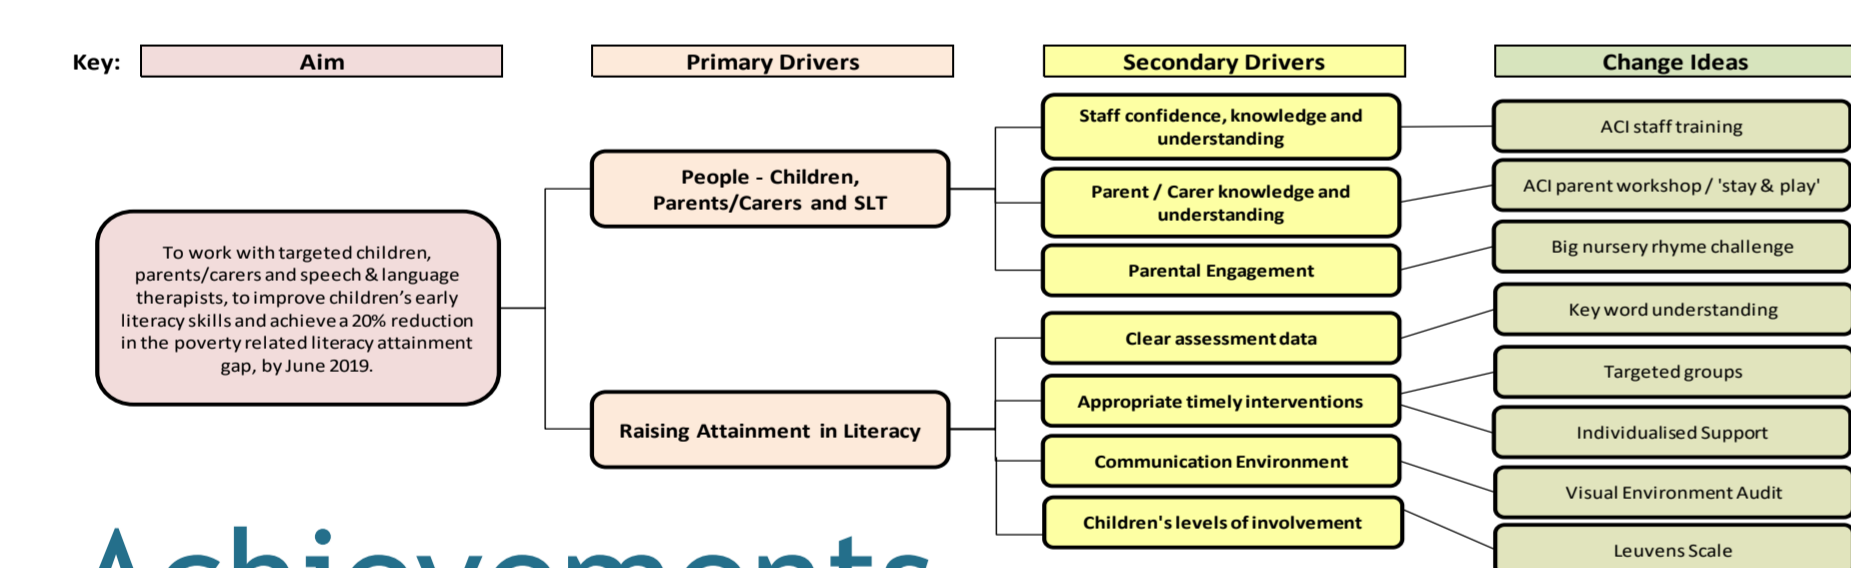 Key:
Aim
Primary Drivers
Secondary Drivers
Change Ideas
To work with targeted children,
parents/carers and speech & language
therapists, to improve children’s early
literacy skills and achieve a 20% reduction
in the poverty related literacy attainment
gap, by June 2019.
People - Children,
Parents/Carers and SLT
Raising Attainment in Literacy
Staff confidence, knowledge and
understanding
Parent / Carer knowledge and
understanding
Parental Engagement
Clear assessment data
Appropriate timely interventions
Communication Environment
Children's levels of involvement
ACI staff training
ACI parent workshop / 'stay & play'
Big nursery rhyme challenge
Key word understanding
Targeted groups
Individualised Support
Visual Environment Audit
Leuvens Scale
Achievements